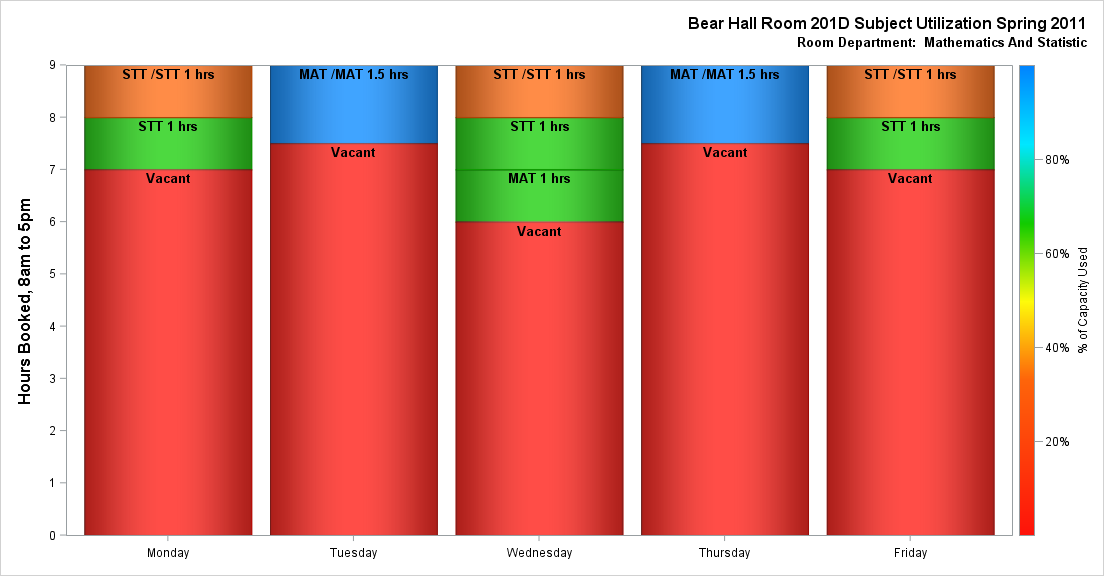 Bear Hall Room 201D Subject Utilization Spring 2011
Room Department:  Mathematics And Statistic
Hours Booked, 8am to 5pm
9
8
7
6
5
4
3
2
1
0
STT /STT 1 hrs
STT 1 hrs
Vacant
MAT /MAT 1.5 hrs
Vacant
STT /STT 1 hrs
STT 1 hrs
MAT 1 hrs
Vacant
MAT /MAT 1.5 hrs
Vacant
STT /STT 1 hrs
STT 1 hrs
Vacant
Monday
Tuesday
Wednesday
Thursday
Friday
80%
60%
40%
20%
% of Capacity Used